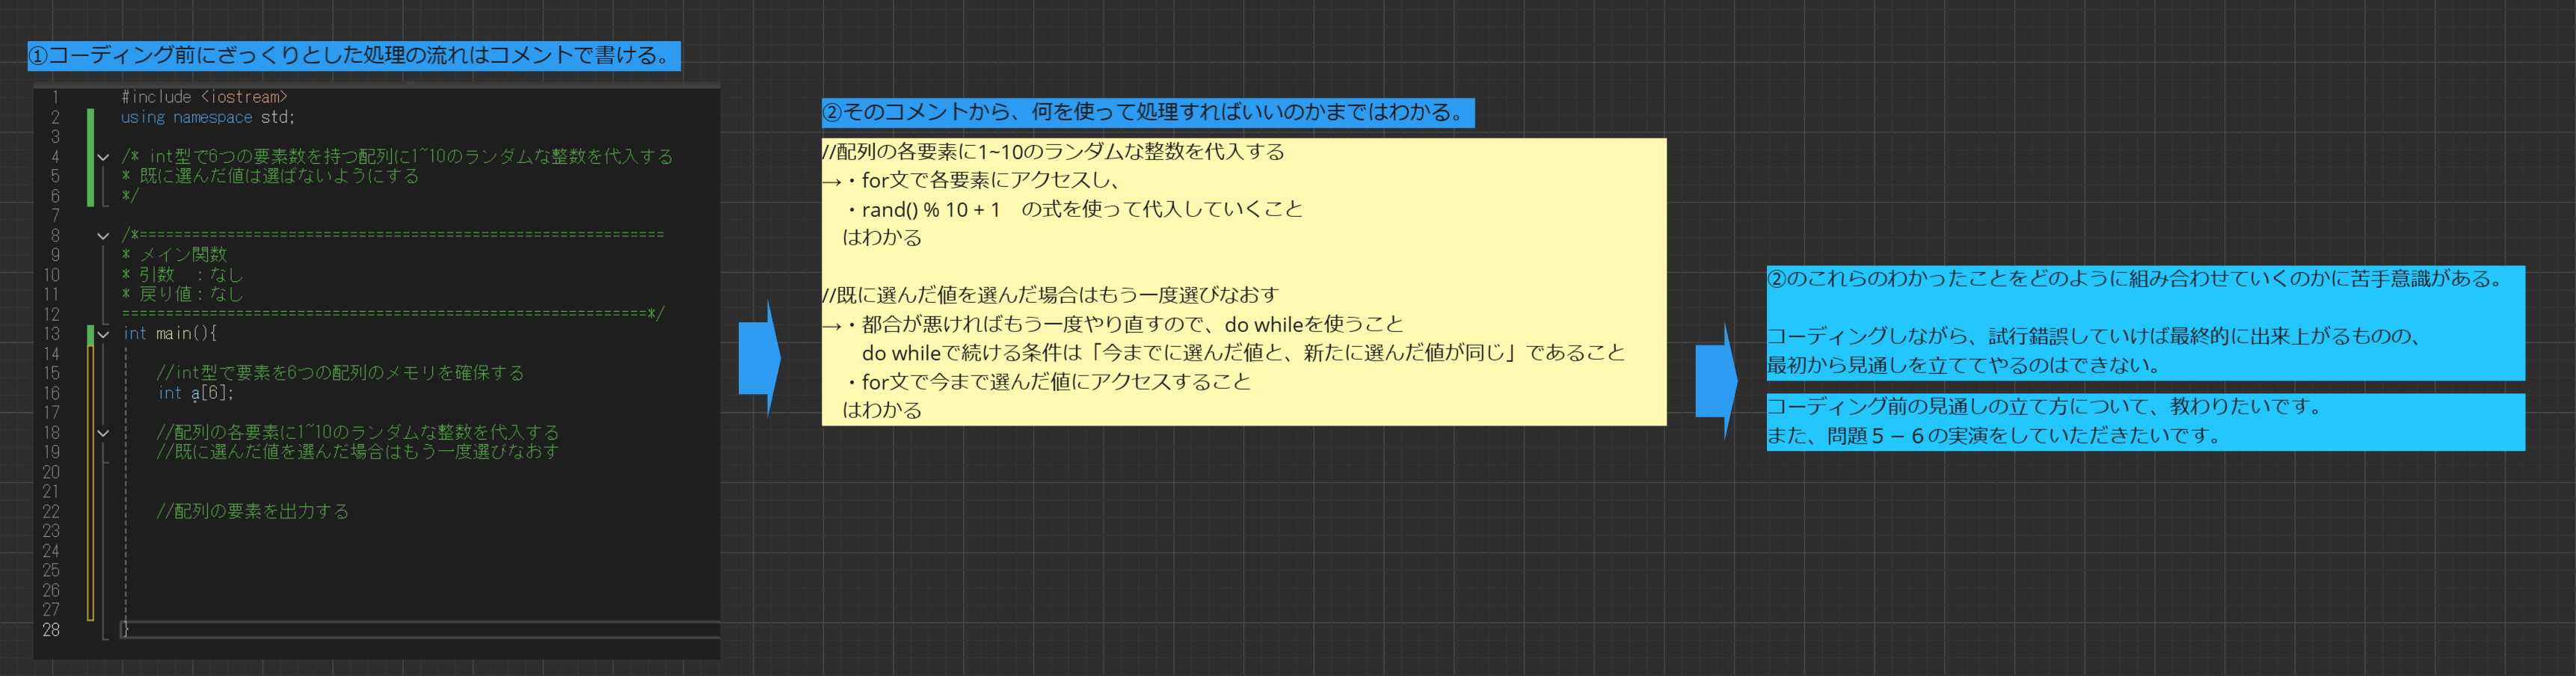 ①コーディング前にざっくりとした処理の流れはコメントで書ける。
1 #include <iostream>
2 using namespace std;
3
4 /* int型で6つの要素数を持つ配列に1~10のランダムな整数を代入する
5 * 既に選んだ値は選ばないようにする
6 */
7
8 /*============================================================
9 * メイン関数
10 * 引数 ：なし
11 * 戻り値：なし
12 ============================================================*/
13 int main(){
14
15 //int型で要素を6つの配列のメモリを確保する
16 int a[6];
17
18 //配列の各要素に1~10のランダムな整数を代入する
19 //既に選んだ値を選んだ場合はもう一度選びなおす
20
21
22 //配列の要素を出力する
23
24
25
26
27
28 }
②そのコメントから、何を使って処理すればいいのかまではわかる。
//配列の各要素に1~10のランダムな整数を代入する
→・for文で各要素にアクセスし、
・rand() % 10 + 1　の式を使って代入していくこと
はわかる
//既に選んだ値を選んだ場合はもう一度選びなおす
→・都合が悪ければもう一度やり直すので、do whileを使うこと
do whileで続ける条件は「今までに選んだ値と、新たに選んだ値が同じ」であること
・for文で今まで選んだ値にアクセスすること
はわかる
②のこれらのわかったことをどのように組み合わせていくのかに苦手意識がある。
コーディングしながら、試行錯誤していけば最終的に出来上がるものの、
最初から見通しを立ててやるのはできない。
コーディング前の見通しの立て方について、教わりたいです。
また、問題５－６の実演をしていただきたいです。